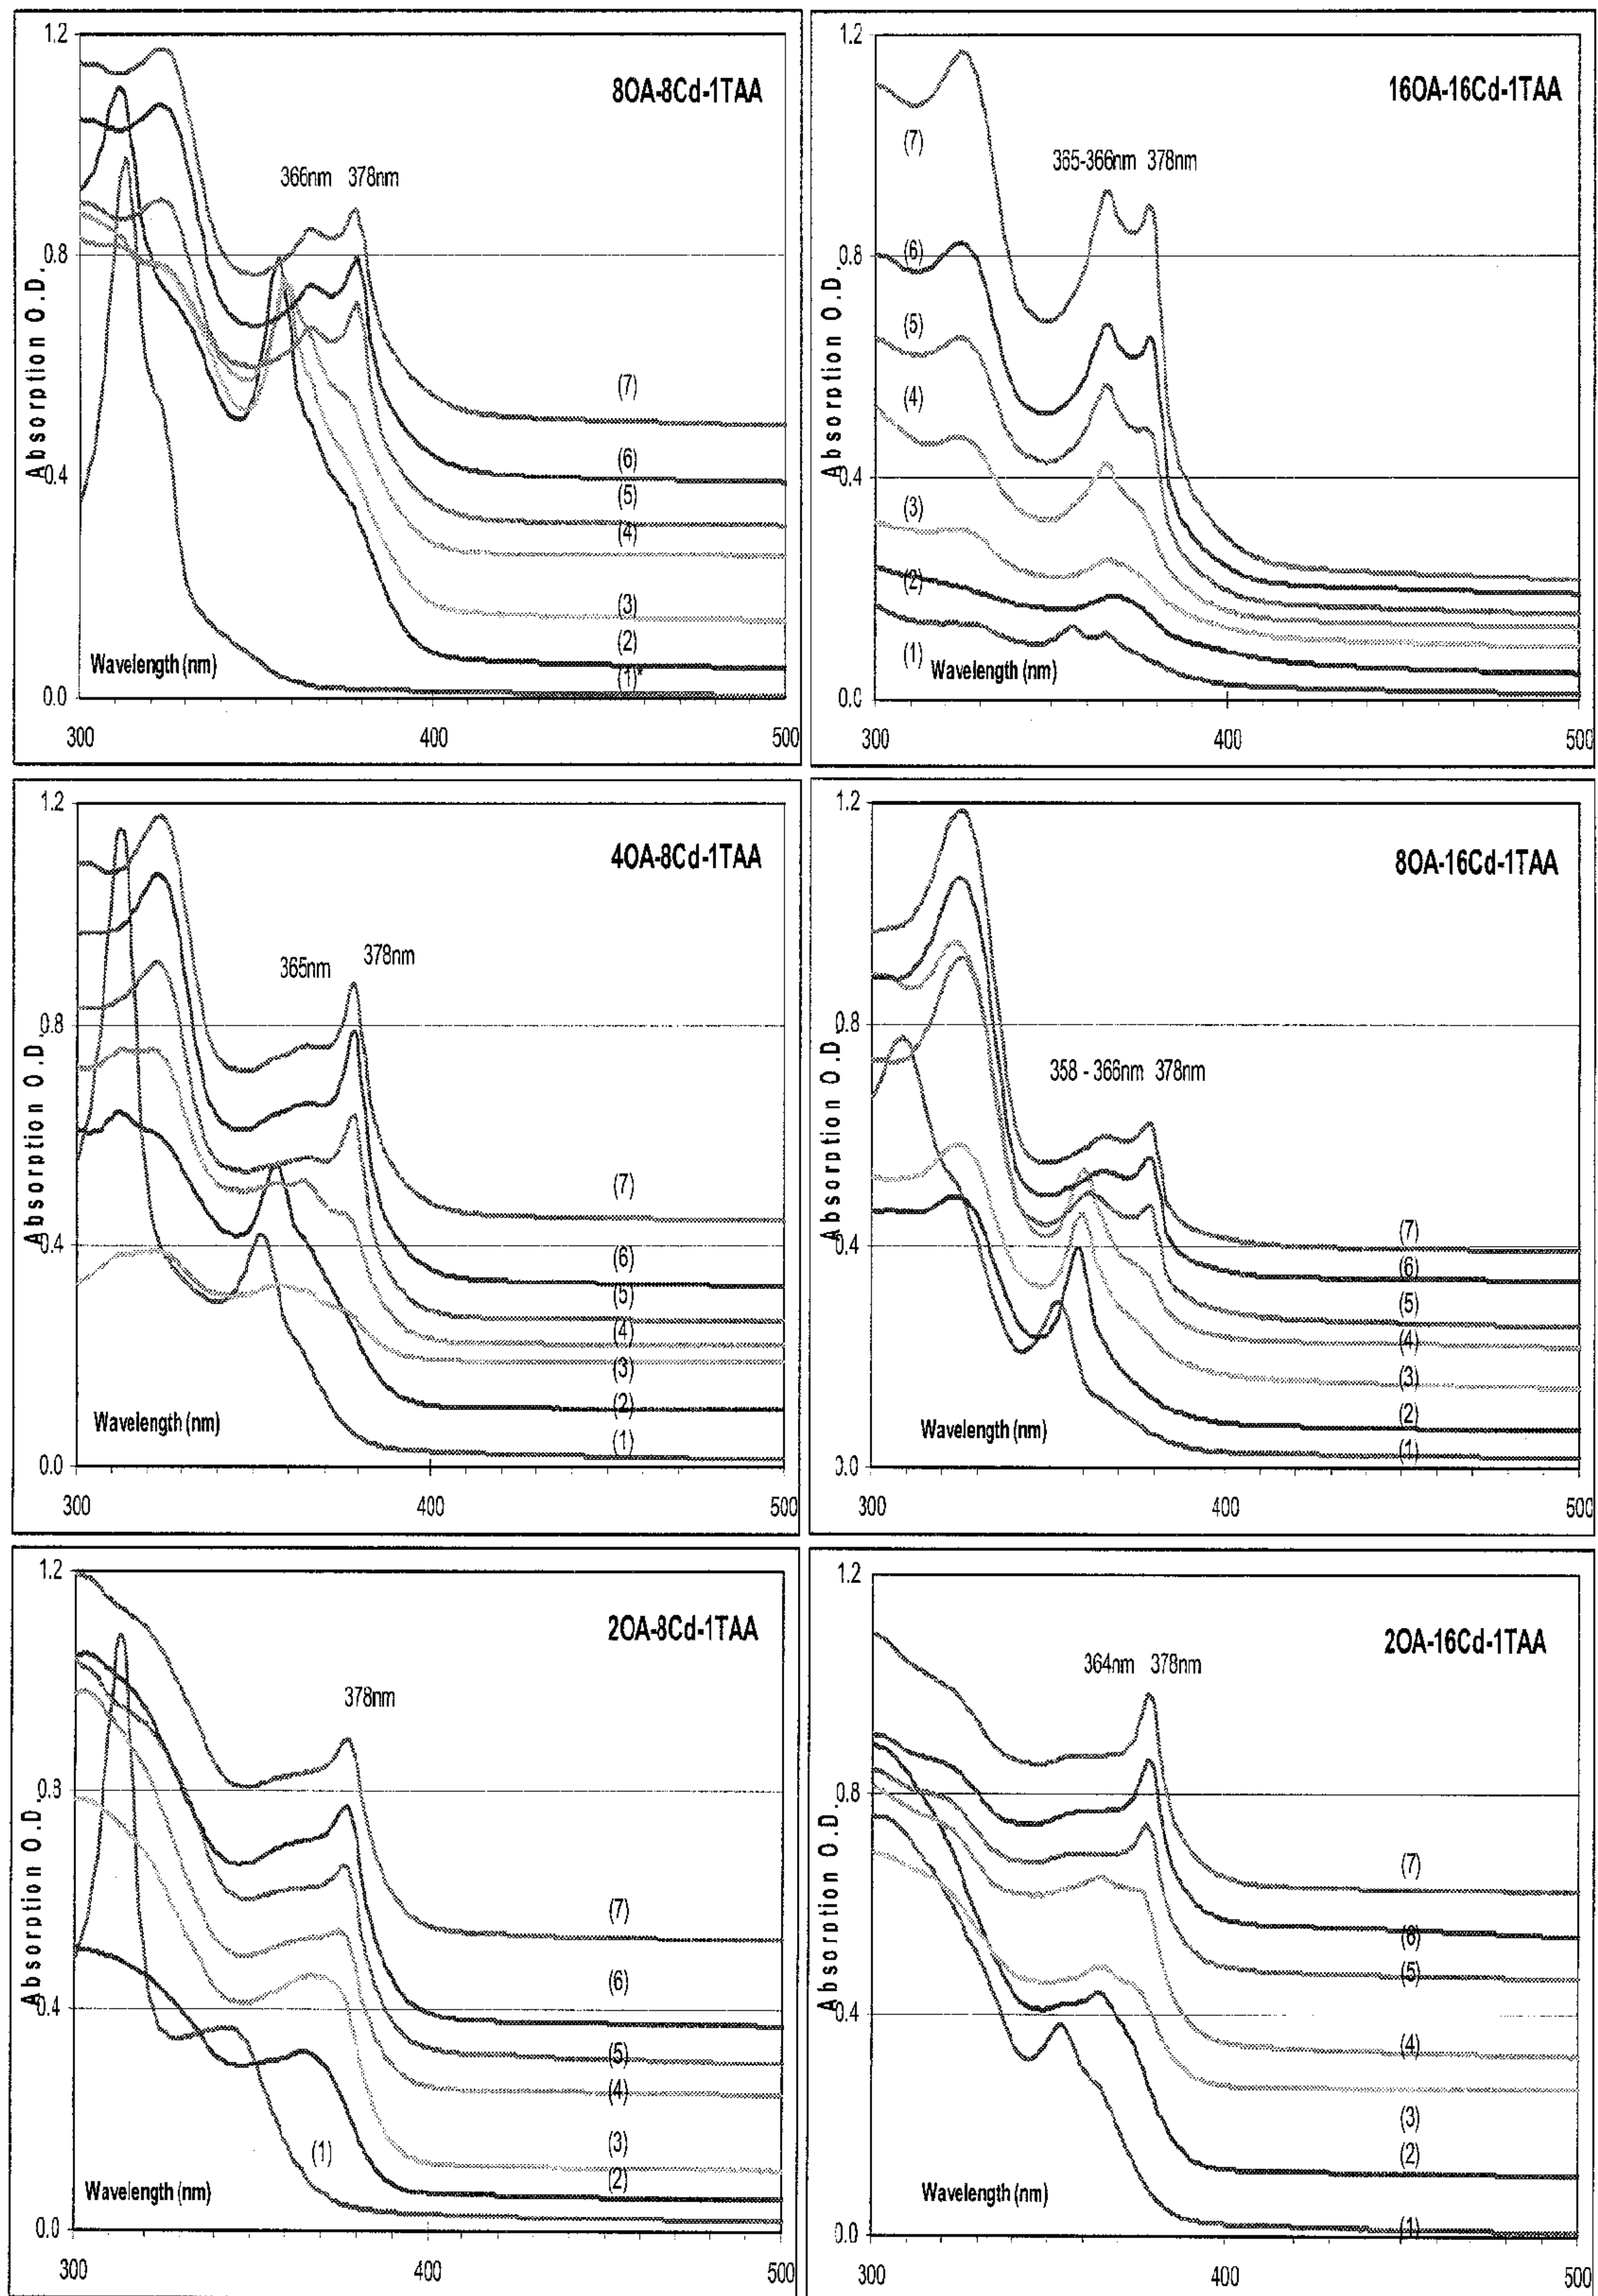 1.2
8OA-8Cd-1TAA
366nm 378nm
0.8
Absorption O.D.
(7)
0.4
(6)
(5)
(4)
(3)
(2)
Wavelength (nm)
(1)*
0.0
300 400 500
1.2
16OA-16Cd-1TAA
(7)
365-366nm 378nm
(6)
0.8
Absorption O.D.
(5)
(4)
0.4
(3)
(2)
(1)
Wavelength (nm)
0.0
300 400 500
1.2
4OA-8Cd-1TAA
365nm 378nm
0.8
Absorption O.D
(7)
0.4
(6)
(5)
(4)
(3)
(2)
Wavelength (nm)
(1)
0.0
300 400 500
1.2
8OA-16Cd-1TAA
0.8
358 - 366nm 378nm
Absorption O.D
0.4
(7)
(6)
(5)
(4)
(3)
(2)
Wavelength (nm)
(1)
0.0
300 400 500
1.2
2OA-8Cd-1TAA
378nm
0.8
Absorption O.D.
(7)
(6)
0.4
(5)
(4)
(3)
(1)
(2)
Wavelength (nm)
0.0
300 400 500
1.2
2OA-16Cd-1TAA
364nm 378nm
0.8
Absorption O.D.
(7)
(6)
(5)
0.4
(4)
(3)
(2)
Wavelength (nm)
(1)
0.0
300 400 500